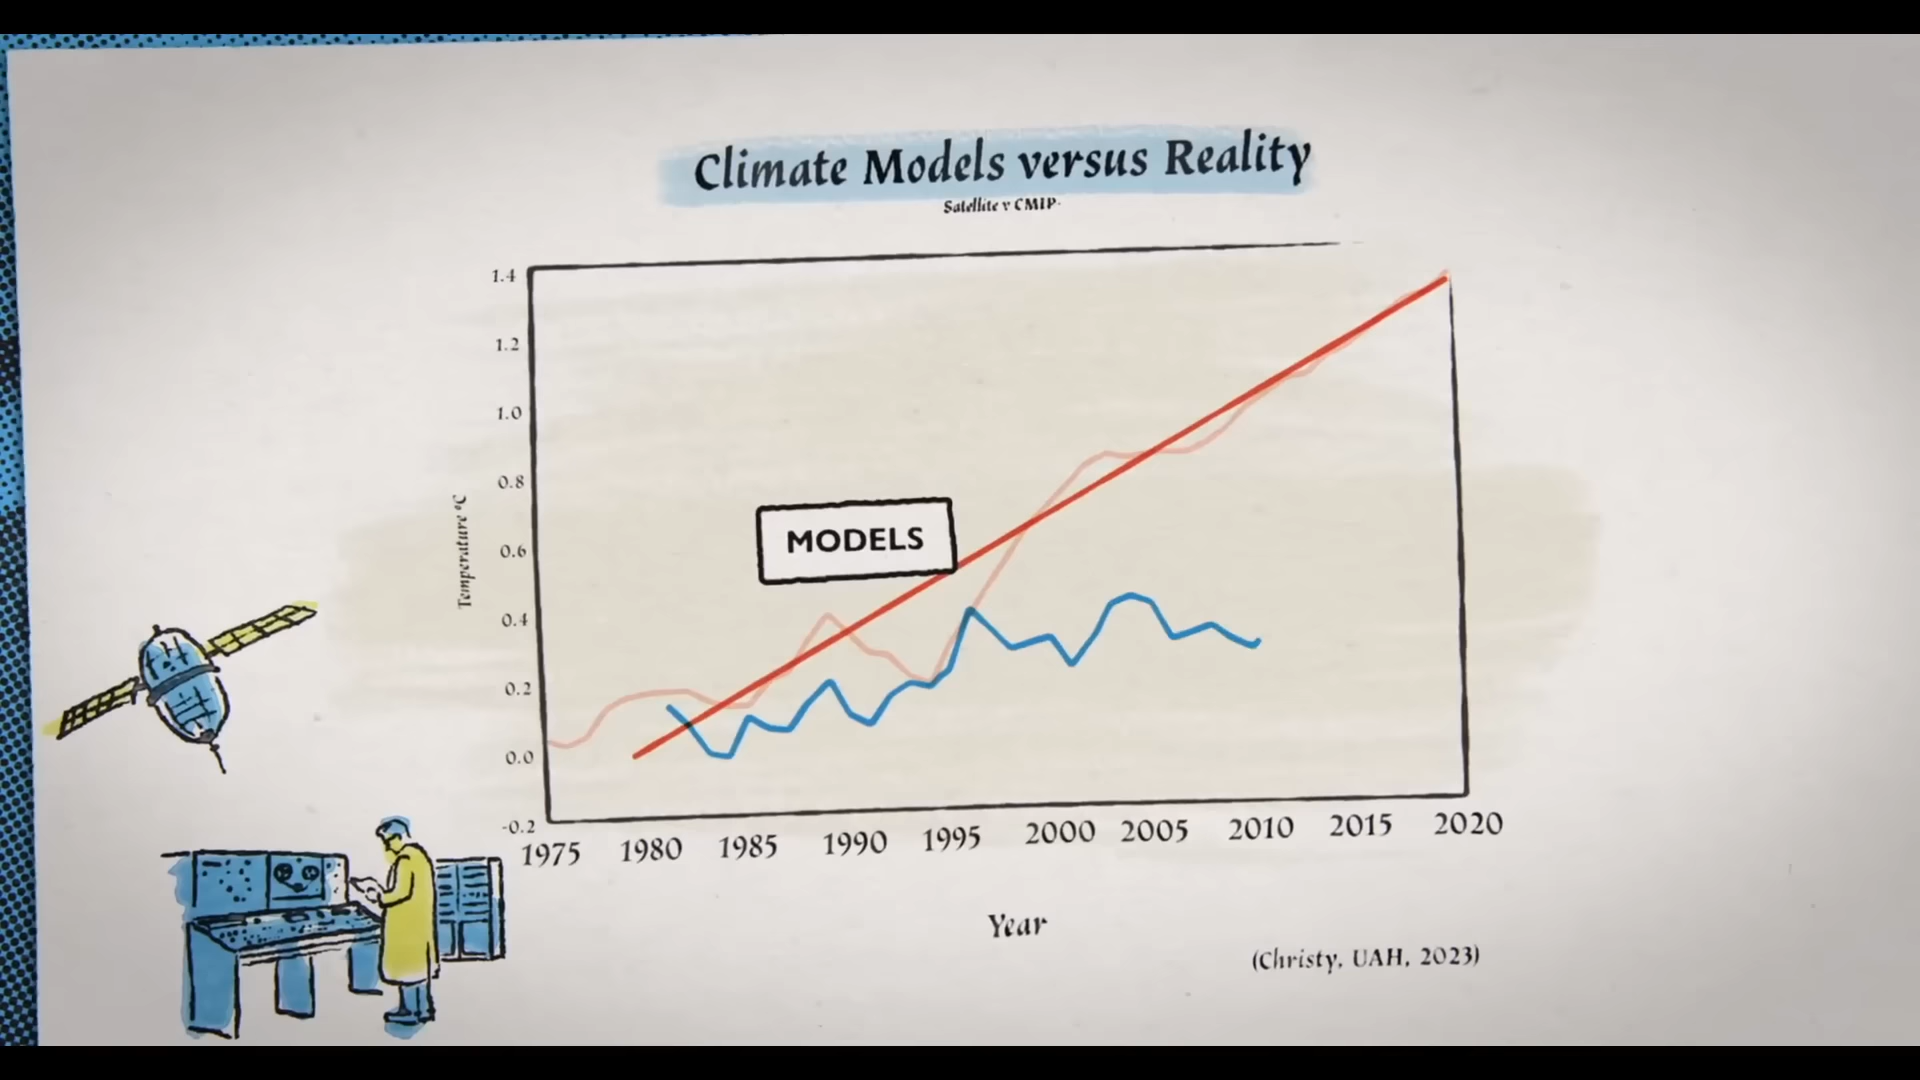 Climate Models versus Reality
Satellite v CMIP
1.4
1.2
1.0
0.8
0.6
0.4
0.2
0.0
-0.2
Temperature °C
MODELS
1975 1980 1985 1990 1995 2000 2005 2010 2015 2020
Year
(Christy, UAH, 2023)